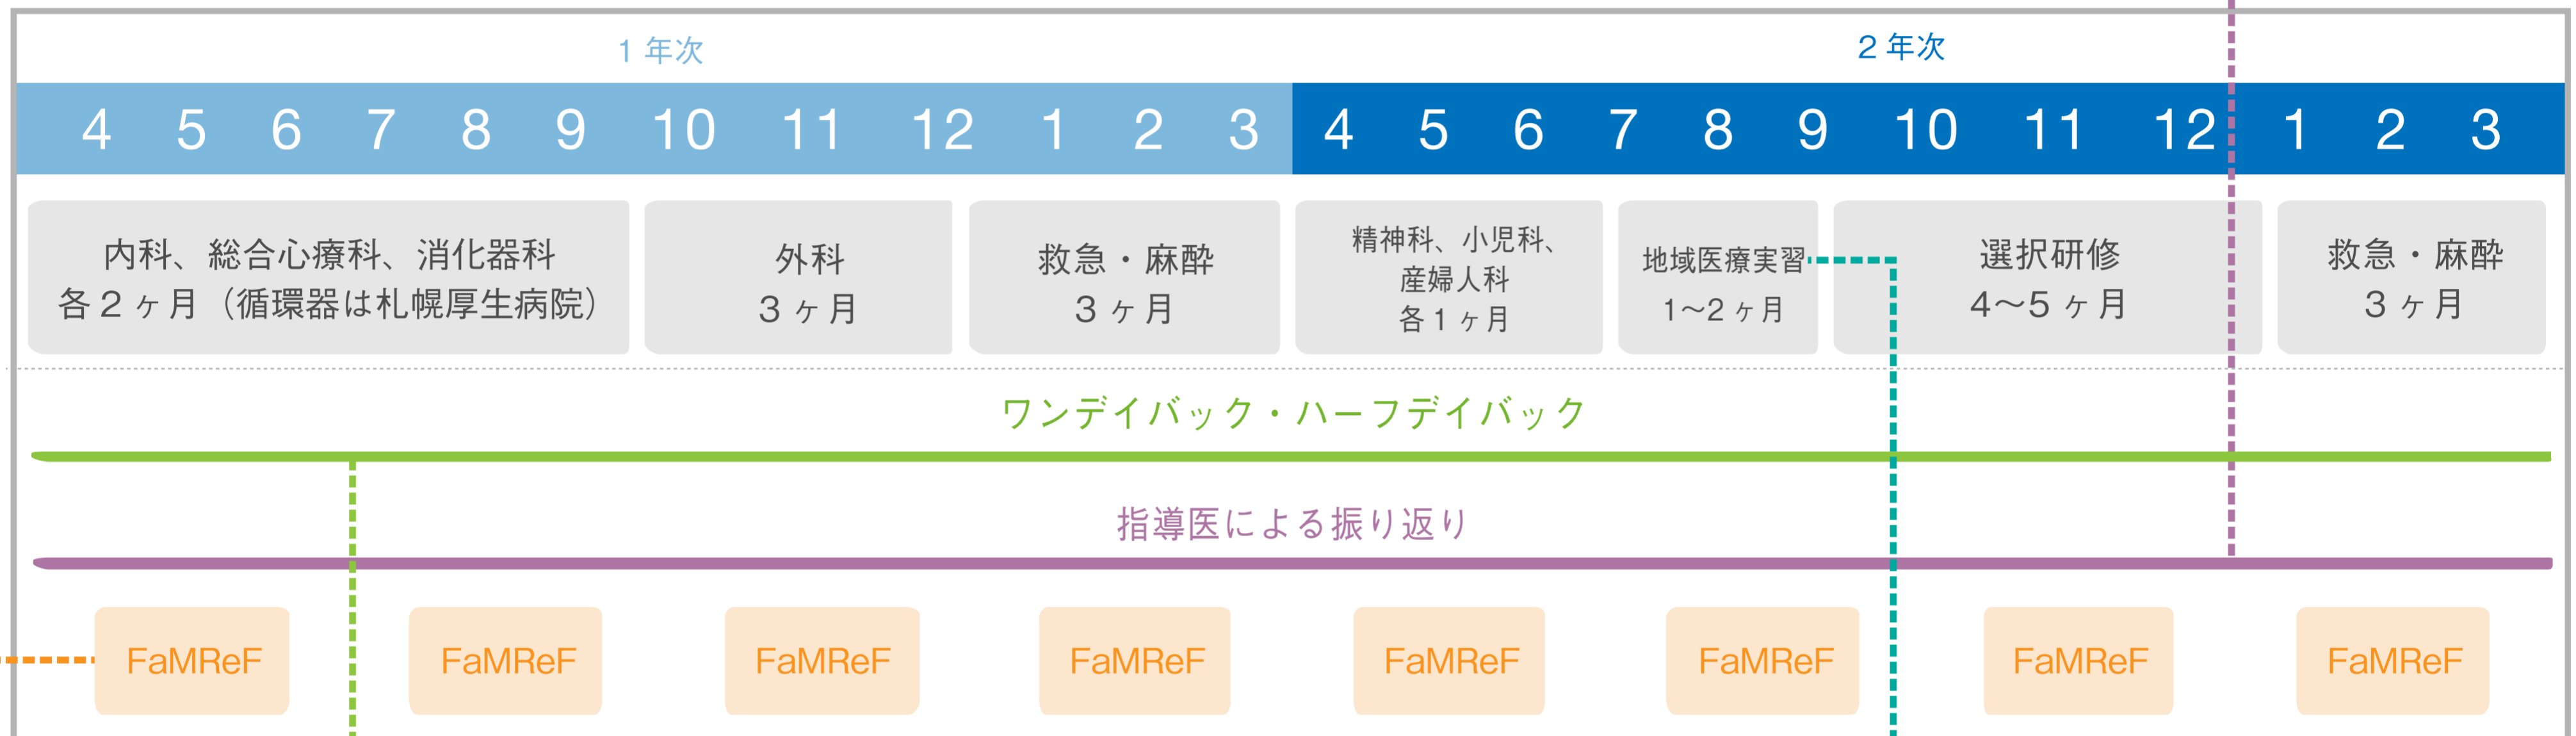 1 年次
2 年次
4 5 6 7 8 9 10 11 12 1 2 3 4 5 6 7 8 9 10 11 12 1 2 3
内科、総合心療科、消化器科
各２ヶ月（循環器は札幌厚生病院）
外科
３ヶ月
救急・麻酔
３ヶ月
精神科、小児科、
産婦人科
各１ヶ月
地域医療実習
1〜2ヶ月
選択研修
4〜5ヶ月
救急・麻酔
３ヶ月
ワンデイバック・ハーフデイバック
指導医による振り返り
FaMReF FaMReF FaMReF FaMReF FaMReF FaMReF FaMReF FaMReF